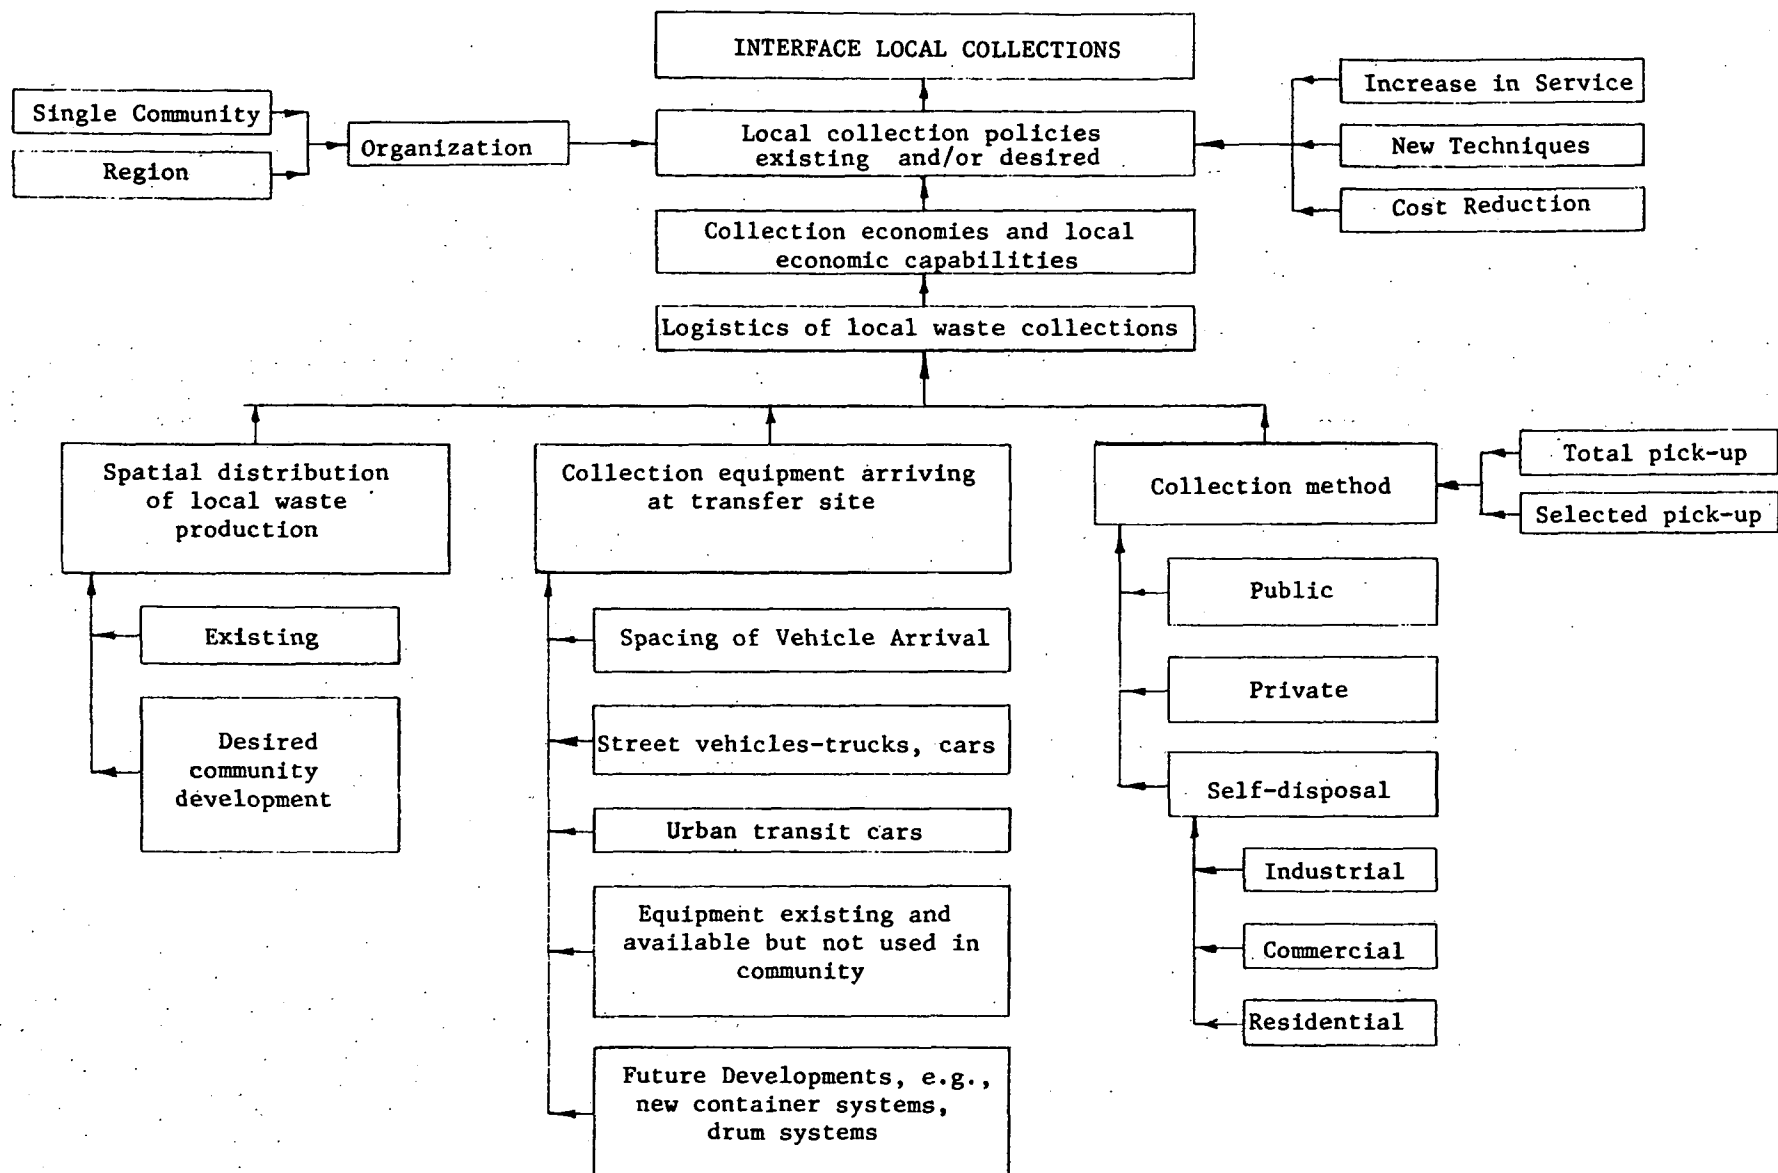 INTERFACE LOCAL COLLECTIONS
Single Community
Region
Organization
Local collection policies
existing and/or desired
Increase in Service
New Techniques
Cost Reduction
Collection economies and local
economic capabilities
Logistics of local waste collections
Spatial distribution
of local waste
production
Existing
Desired
community
development
Collection equipment arriving
at transfer site
Spacing of Vehicle Arrival
Street vehicles-trucks, cars
Urban transit cars
Equipment existing and
available but not used in
community
Future Developments, e.g.,
new container systems,
drum systems
Collection method
Total pick-up
Selected pick-up
Public
Private
Self-disposal
Industrial
Commercial
Residential